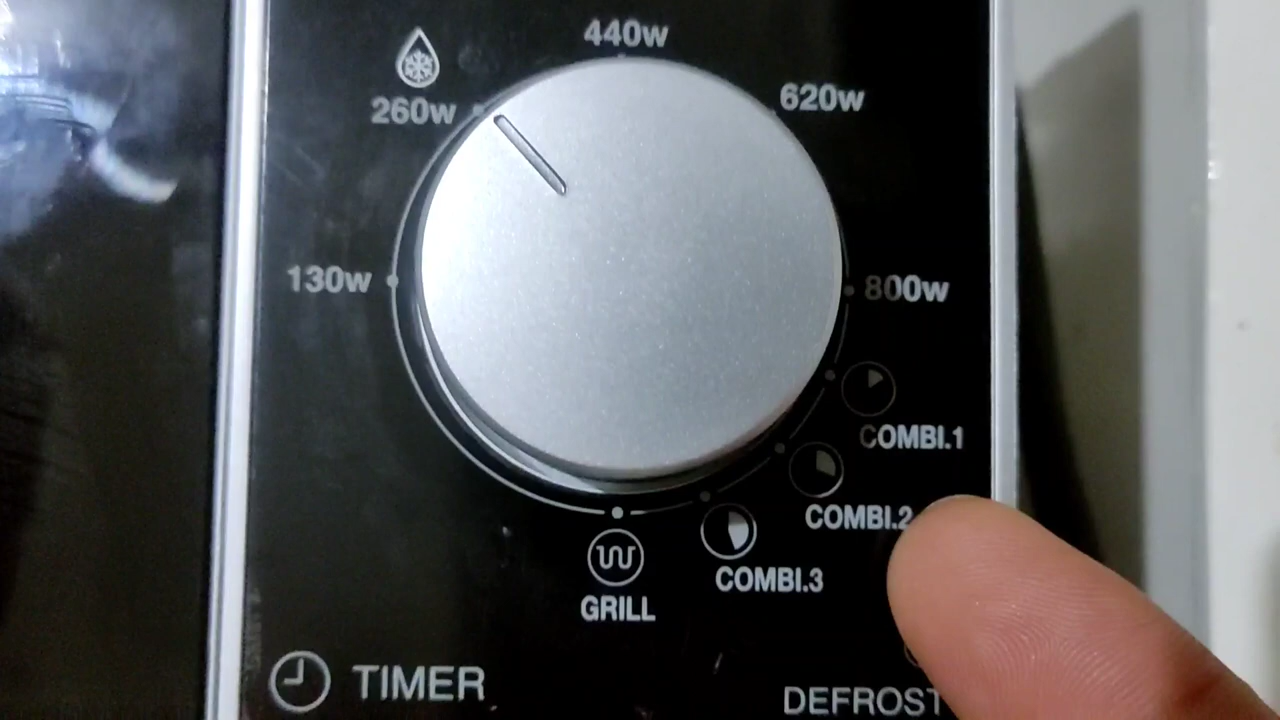 440w
260w
620w
130w
800w
COMBI.1
COMBI.2
COMBI.3
GRILL
TIMER
DEFROST